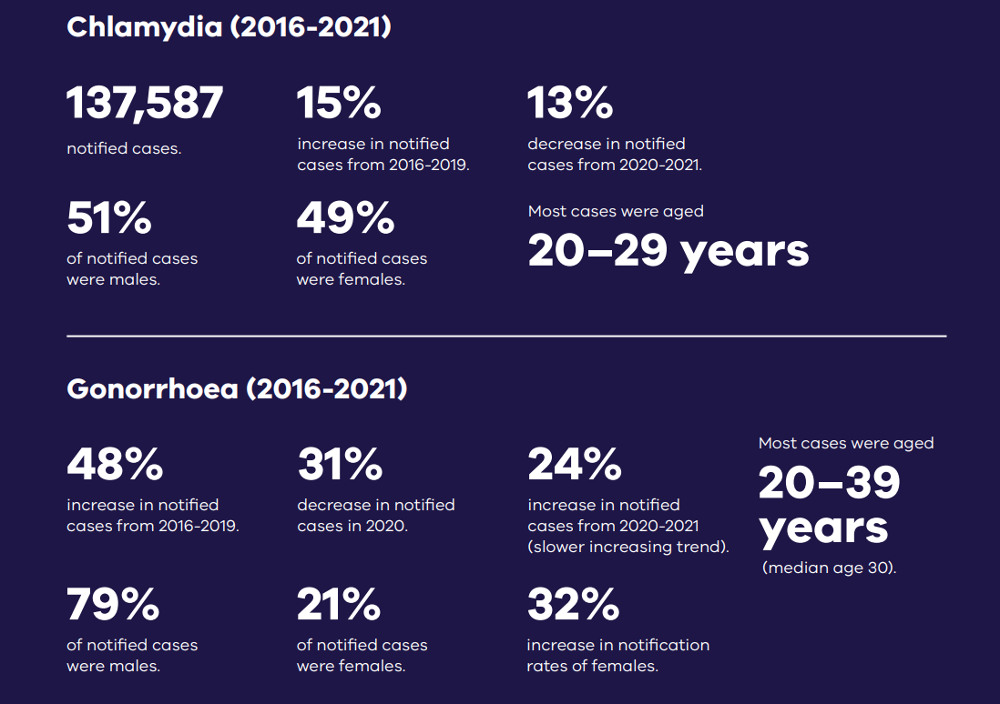 Chlamydia (2016-2021)
137,587
notified cases.
15%
increase in notified
cases from 2016-2019.
13%
decrease in notified
cases from 2020-2021.
51%
of notified cases
were males.
49%
of notified cases
were females.
Most cases were aged
20–29 years
Gonorrhoea (2016-2021)
48%
increase in notified
cases from 2016-2019.
31%
decrease in notified
cases in 2020.
24%
increase in notified
cases from 2020-2021
(slower increasing trend).
Most cases were aged
20–39
years
(median age 30).
79%
of notified cases
were males.
21%
of notified cases
were females.
32%
increase in notification
rates of females.